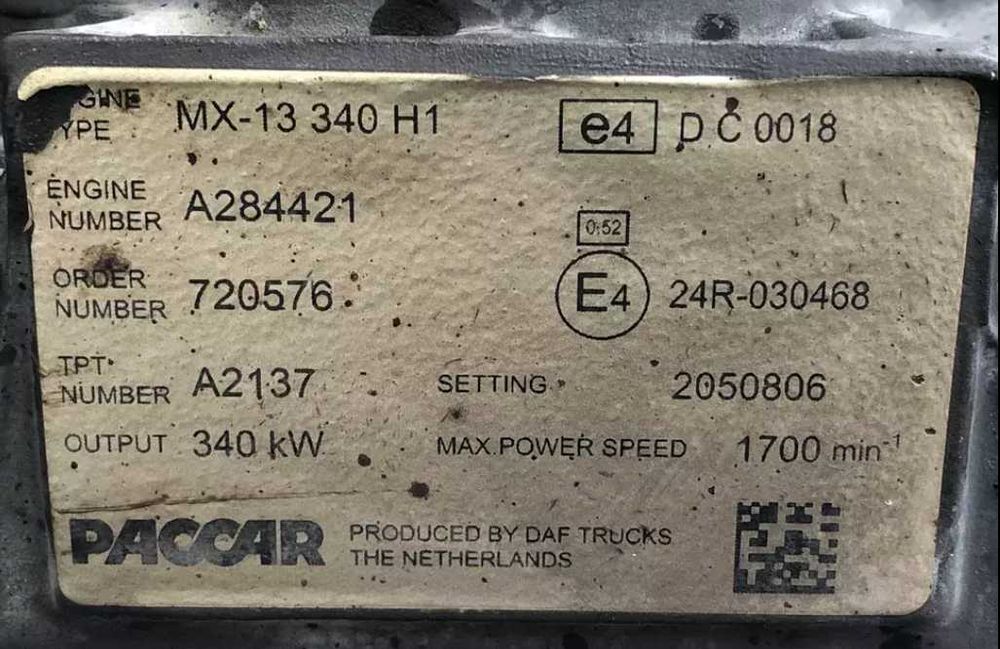 GINE
YPE MX-13 340 H1 e4 D C 0018
ENGINE
NUMBER A284421
0.52
ORDER
NUMBER 720576 E4 24R-030468
TPT
NUMBER A2137 SETTING 2050806
OUTPUT 340 kW MAX.POWER SPEED 1700 min-1
PACCAR PRODUCED BY DAF TRUCKS
THE NETHERLANDS